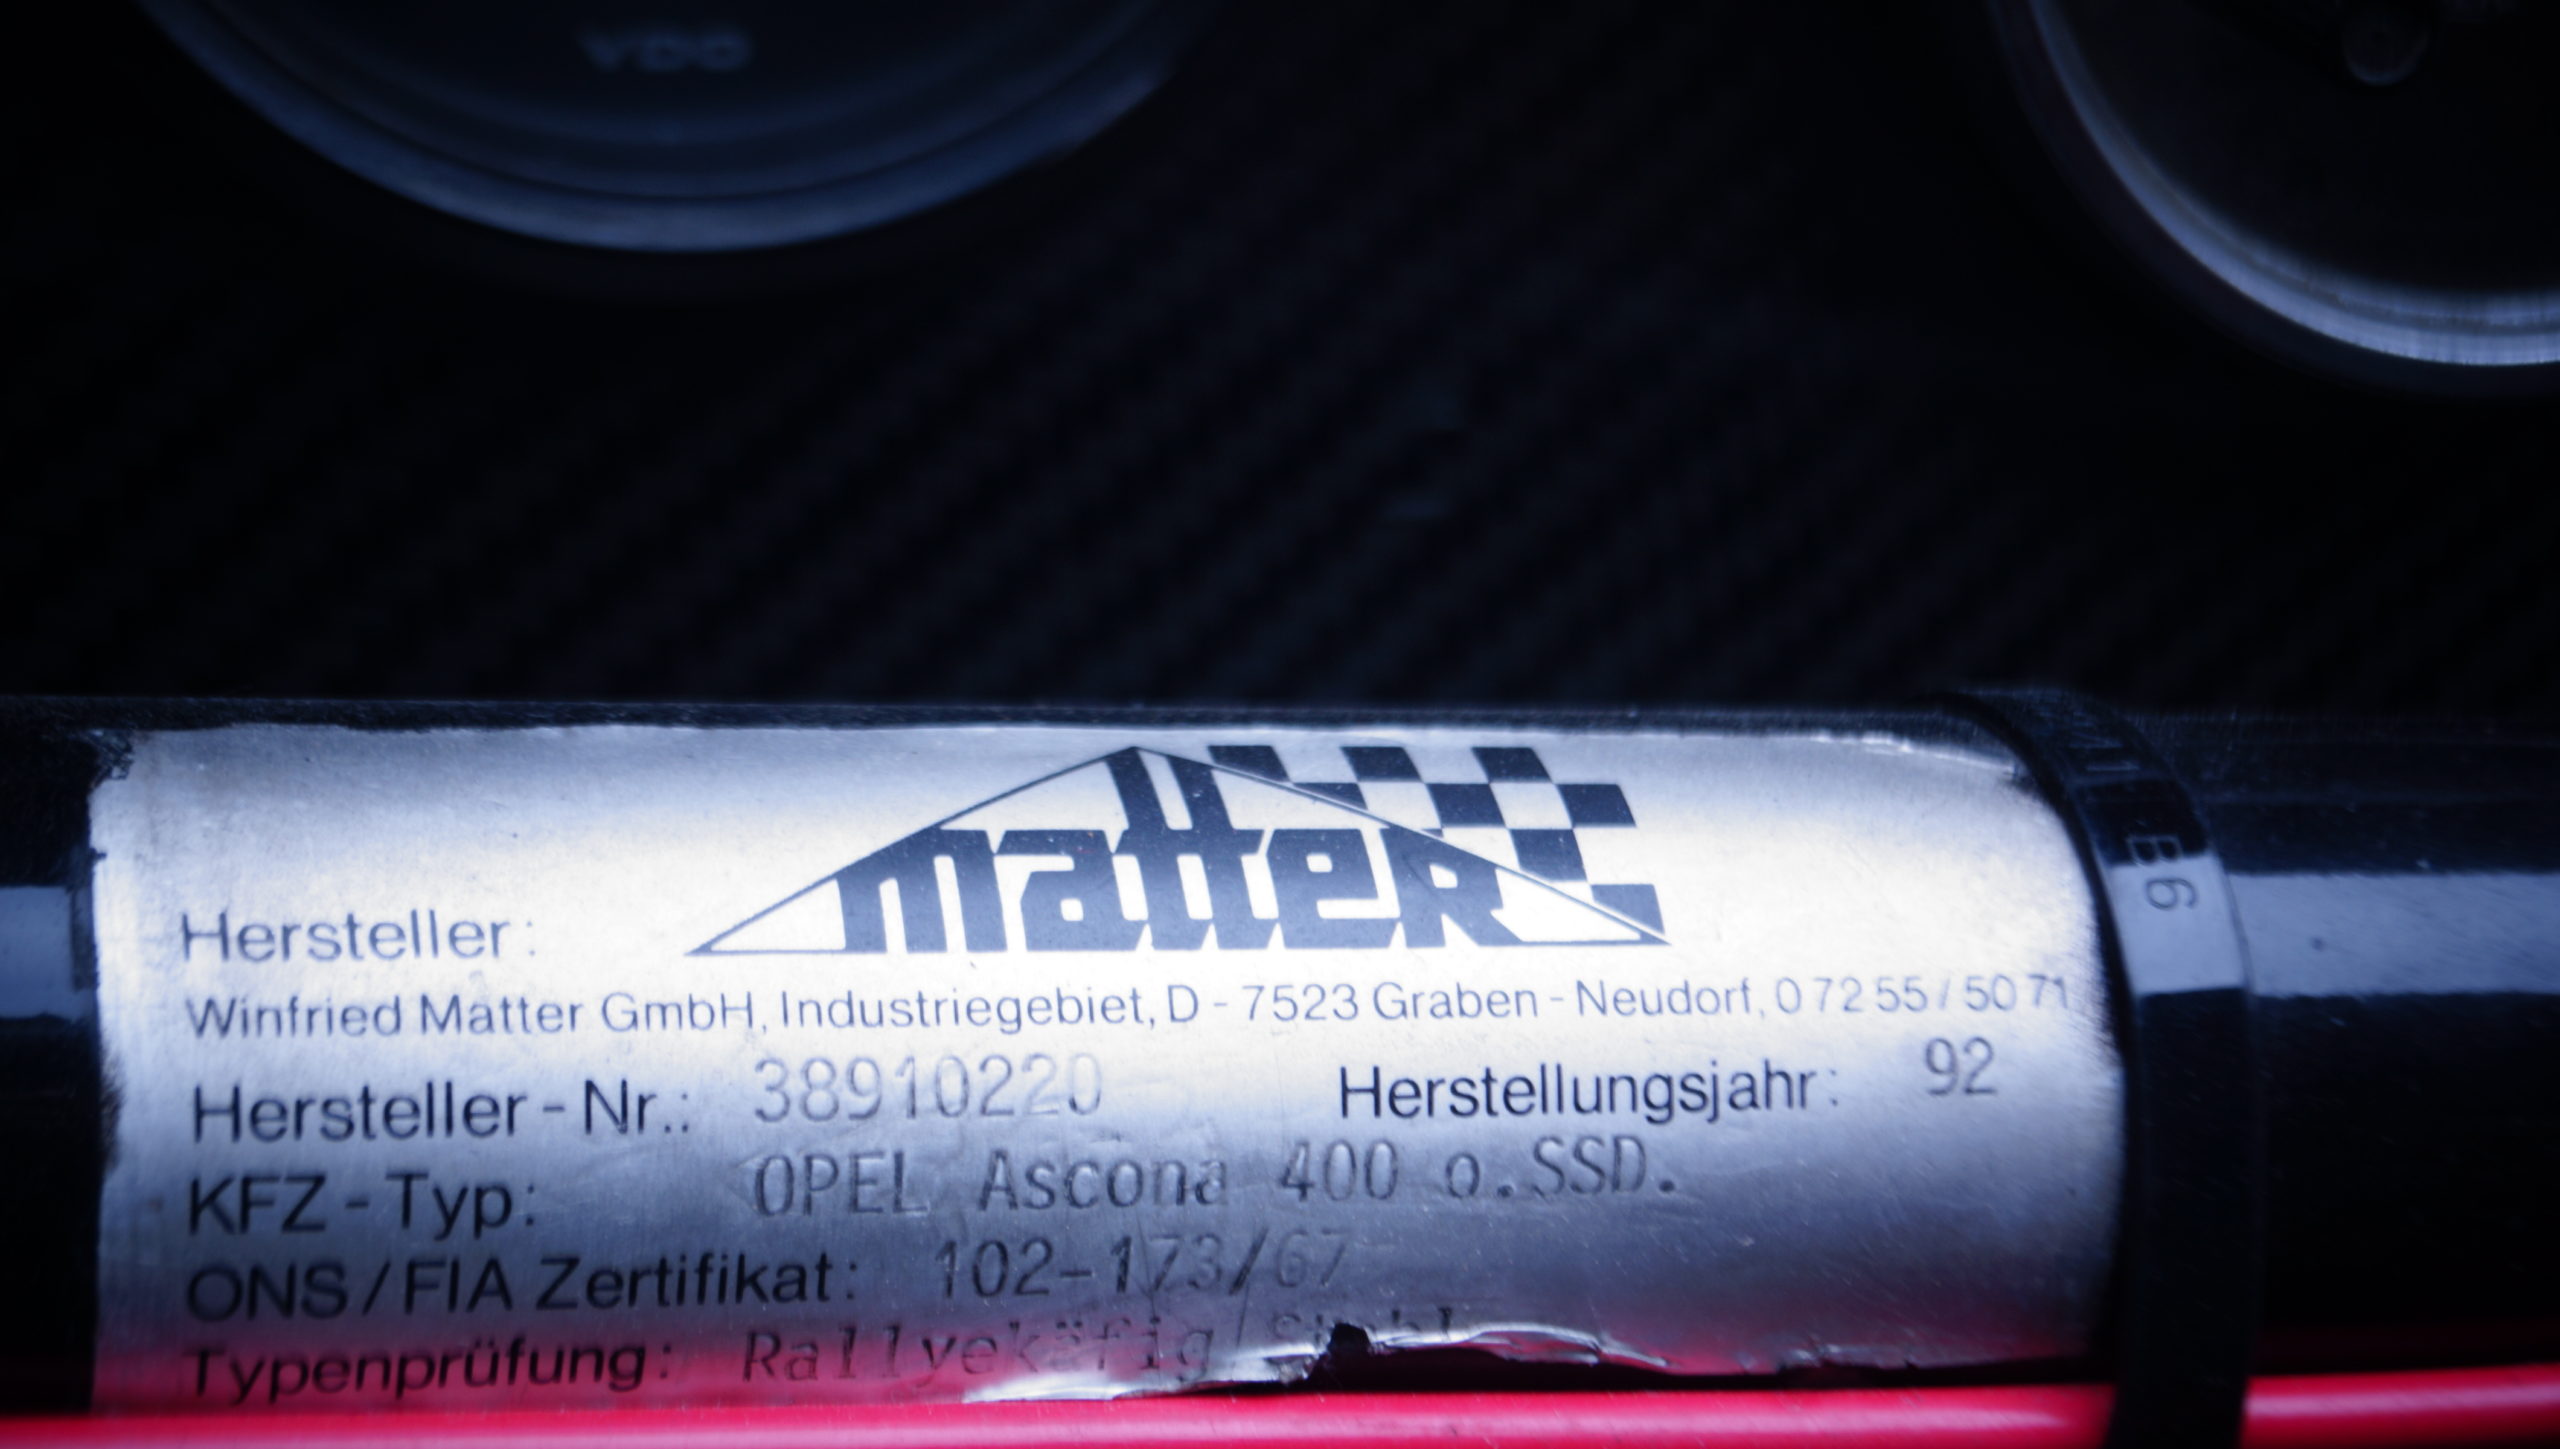 VDO
matteR
Hersteller:
Winfried Matter GmbH, Industriegebiet, D - 7523 Graben - Neudorf, 0 72 55 / 50 71
Hersteller - Nr.: 38910220 Herstellungsjahr: 92
KFZ - Typ: OPEL Ascona 400 o.SSD.
ONS / FIA Zertifikat: 102-173/67
Typenprüfung: Rallyekäfig/Stahl